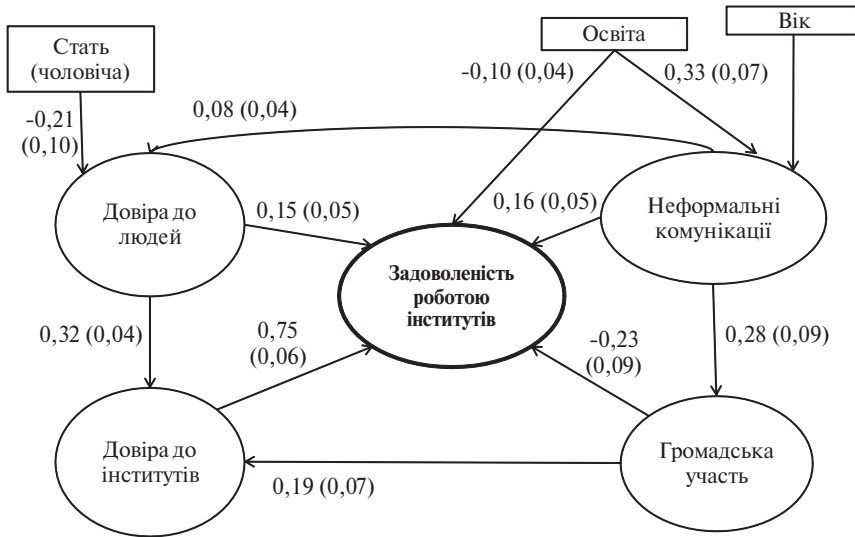 Вік
Освіта
Стать
(чоловіча)
-0,10 (0,04)
0,33 (0,07)
0,08 (0,04)
-0,21
(0,10)
Довіра до
людей
0,15 (0,05)
0,16 (0,05)
Неформальні
комунікації
Задоволеність
роботою
інститутів
0,32 (0,04)
0,75
(0,06)
-0,23
(0,09)
0,28 (0,09)
Довіра до
інститутів
Громадська
участь
0,19 (0,07)